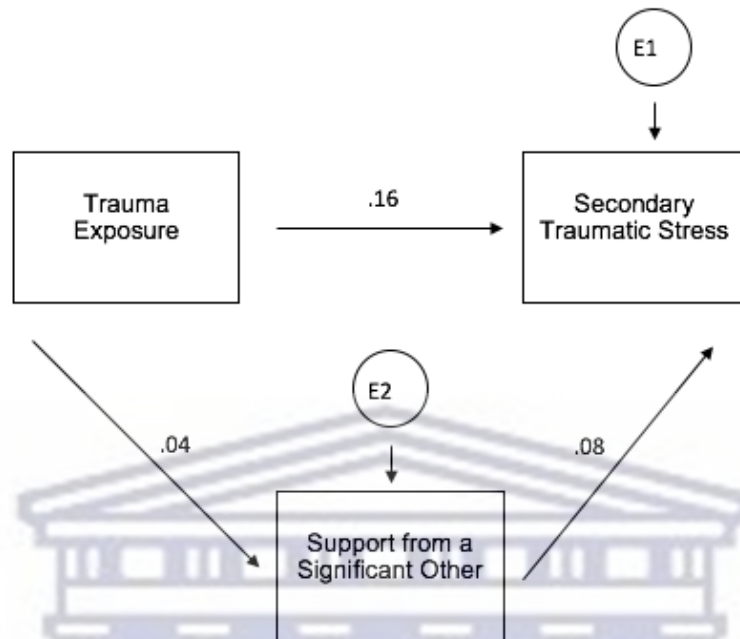 E1
Trauma
Exposure
.16
Secondary
Traumatic Stress
E2
.04
.08
Support from a
Significant Other